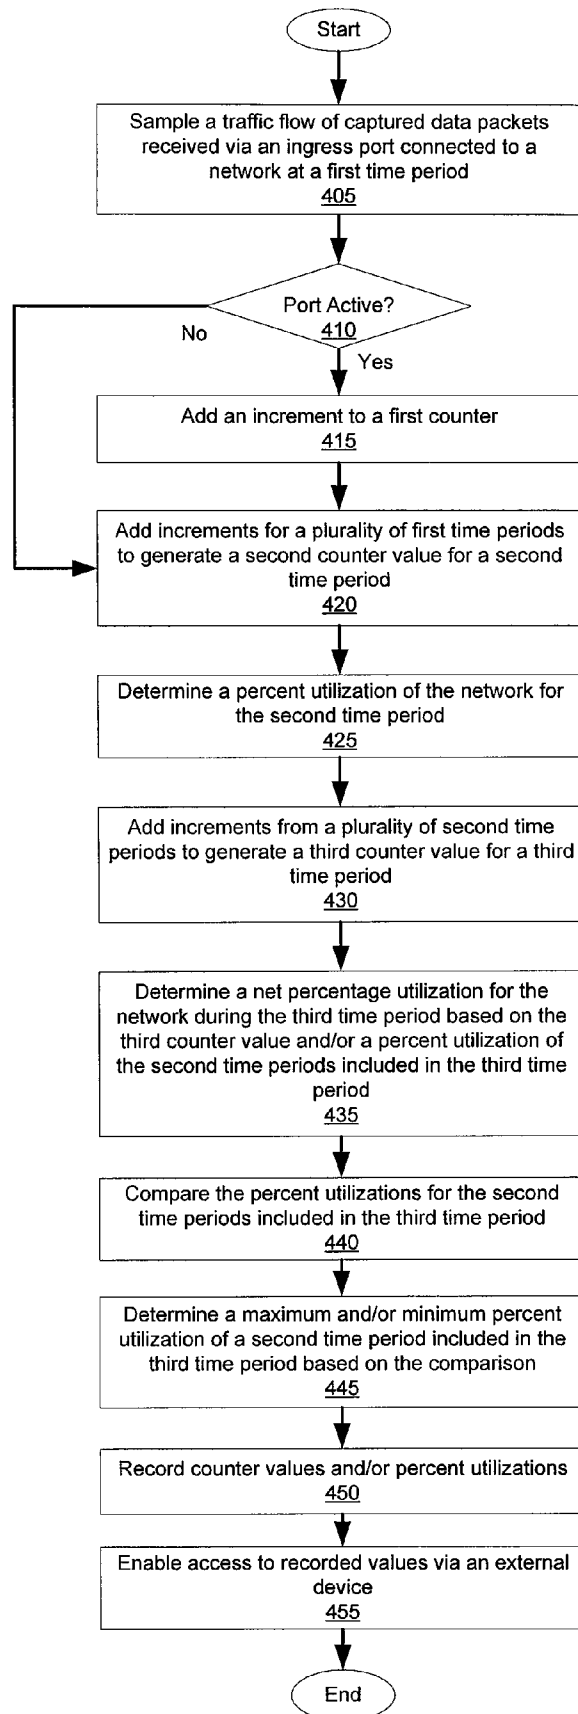 Start
Sample a traffic flow of captured data packets
received via an ingress port connected to a
network at a first time period
405
Port Active?
410
No
Yes
Add an increment to a first counter
415
Add increments for a plurality of first time periods
to generate a second counter value for a second
time period
420
Determine a percent utilization of the network for
the second time period
425
Add increments from a plurality of second time
periods to generate a third counter value for a third
time period
430
Determine a net percentage utilization for the
network during the third time period based on the
third counter value and/or a percent utilization of
the second time periods included in the third time
period
435
Compare the percent utilizations for the second
time periods included in the third time period
440
Determine a maximum and/or minimum percent
utilization of a second time period included in the
third time period based on the comparison
445
Record counter values and/or percent utilizations
450
Enable access to recorded values via an external
device
455
End